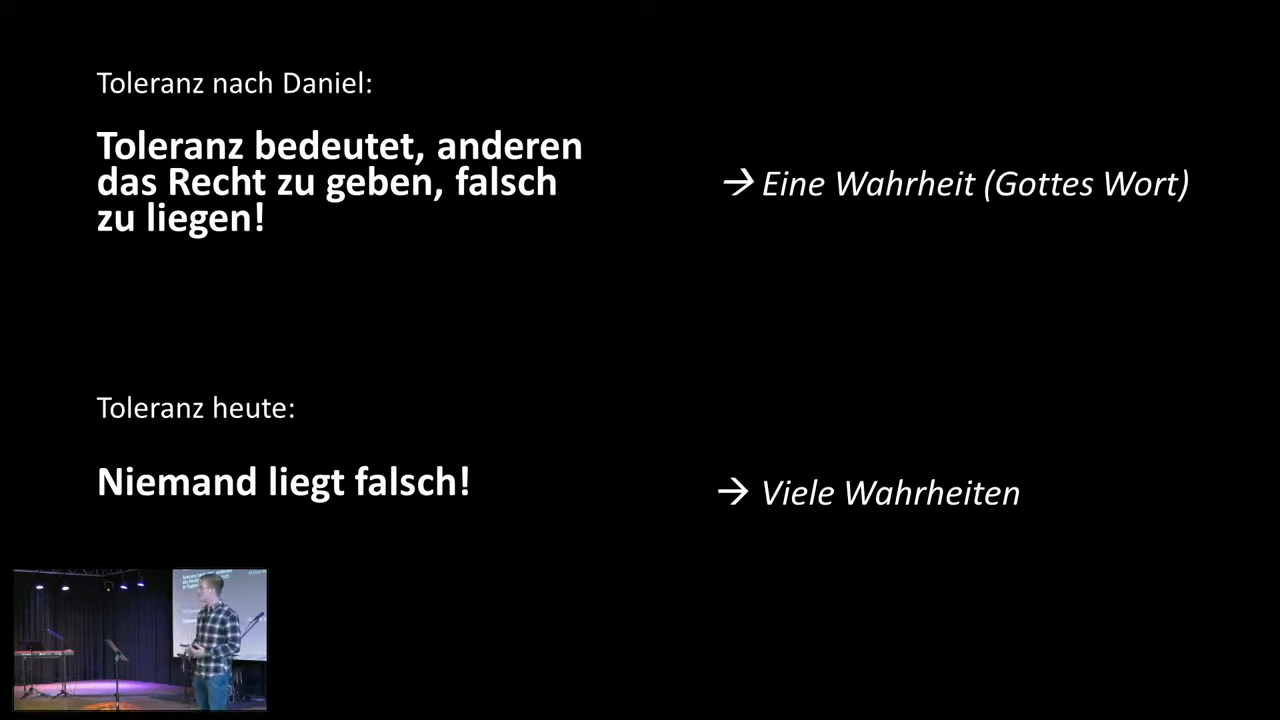 Toleranz nach Daniel:
Toleranz bedeutet, anderen
das Recht zu geben, falsch
zu liegen!
→ Eine Wahrheit (Gottes Wort)
Toleranz heute:
Niemand liegt falsch!
→ Viele Wahrheiten